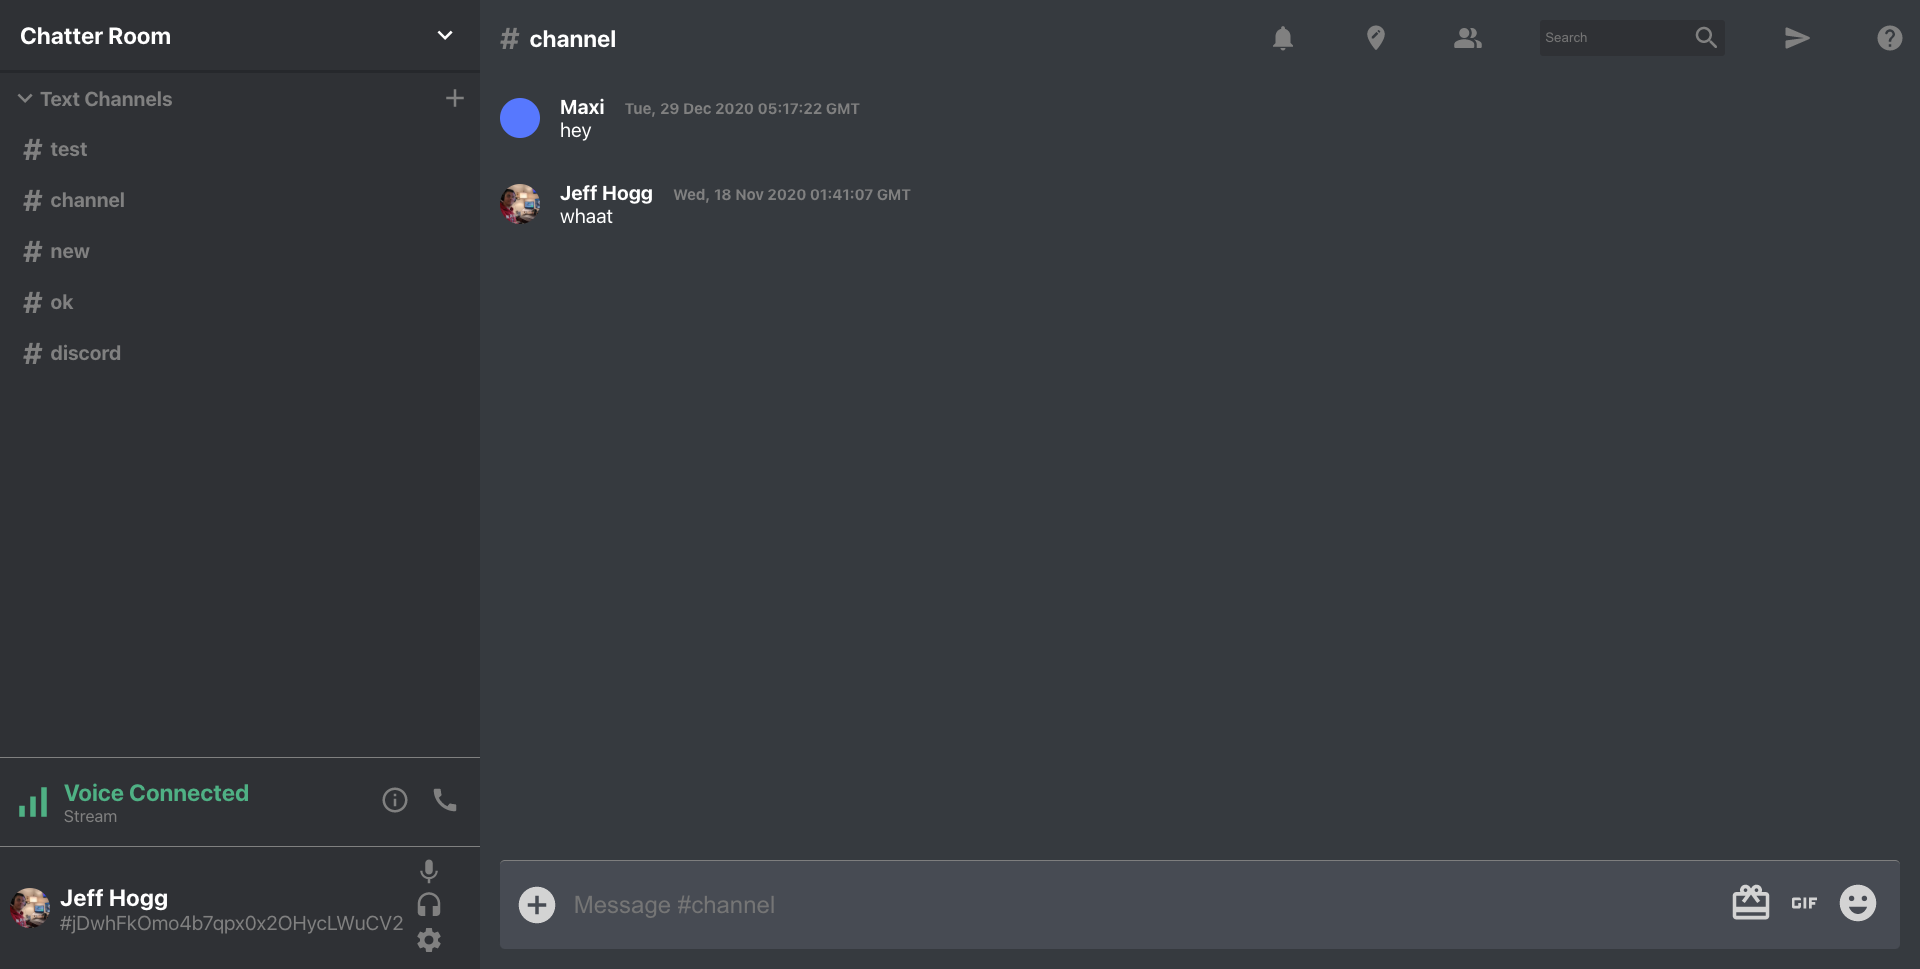 Chatter Room
Text Channels
# test
# channel
# new
# ok
# discord
Voice Connected
Stream
Jeff Hogg
#jDwhFkOmo4b7qpx0x2OHycLWuCV2
# channel
Search
Maxi Tue, 29 Dec 2020 05:17:22 GMT
hey
Jeff Hogg Wed, 18 Nov 2020 01:41:07 GMT
whaat
Message #channel
GIF